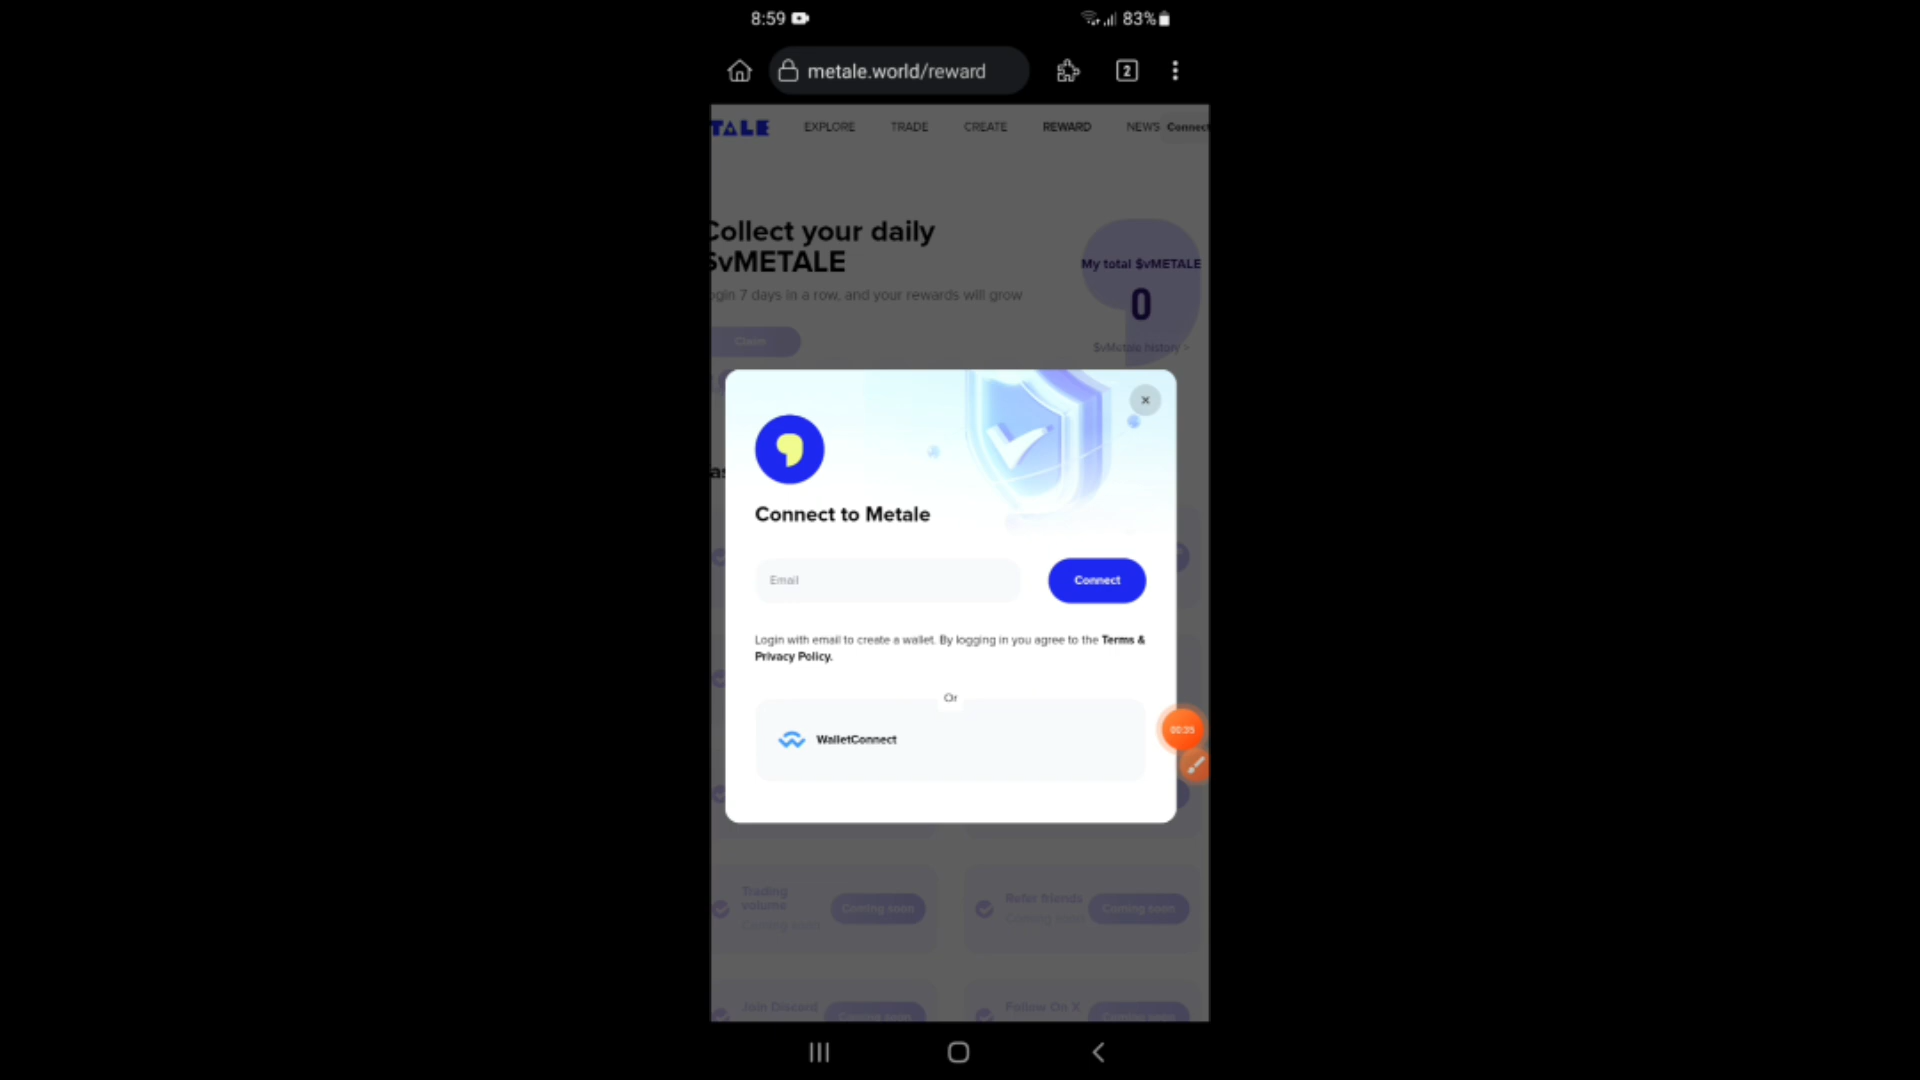 8:59
83%
metale.world/reward
2
TALE EXPLORE TRADE CREATE REWARD NEWS Connect
Collect your daily
$vMETALE
ogin 7 days in a row, and your rewards will grow
Claim
My total $vMETALE
0
$vMetale history >
Connect to Metale
Email
Connect
Login with email to create a wallet. By logging in you agree to the Terms &
Privacy Policy.
Or
WalletConnect
00:35
Trading
volume
Coming soon
Coming soon
Refer friends
Coming soon
Coming soon
Join Discord
Coming soon
Follow On X
Coming soon